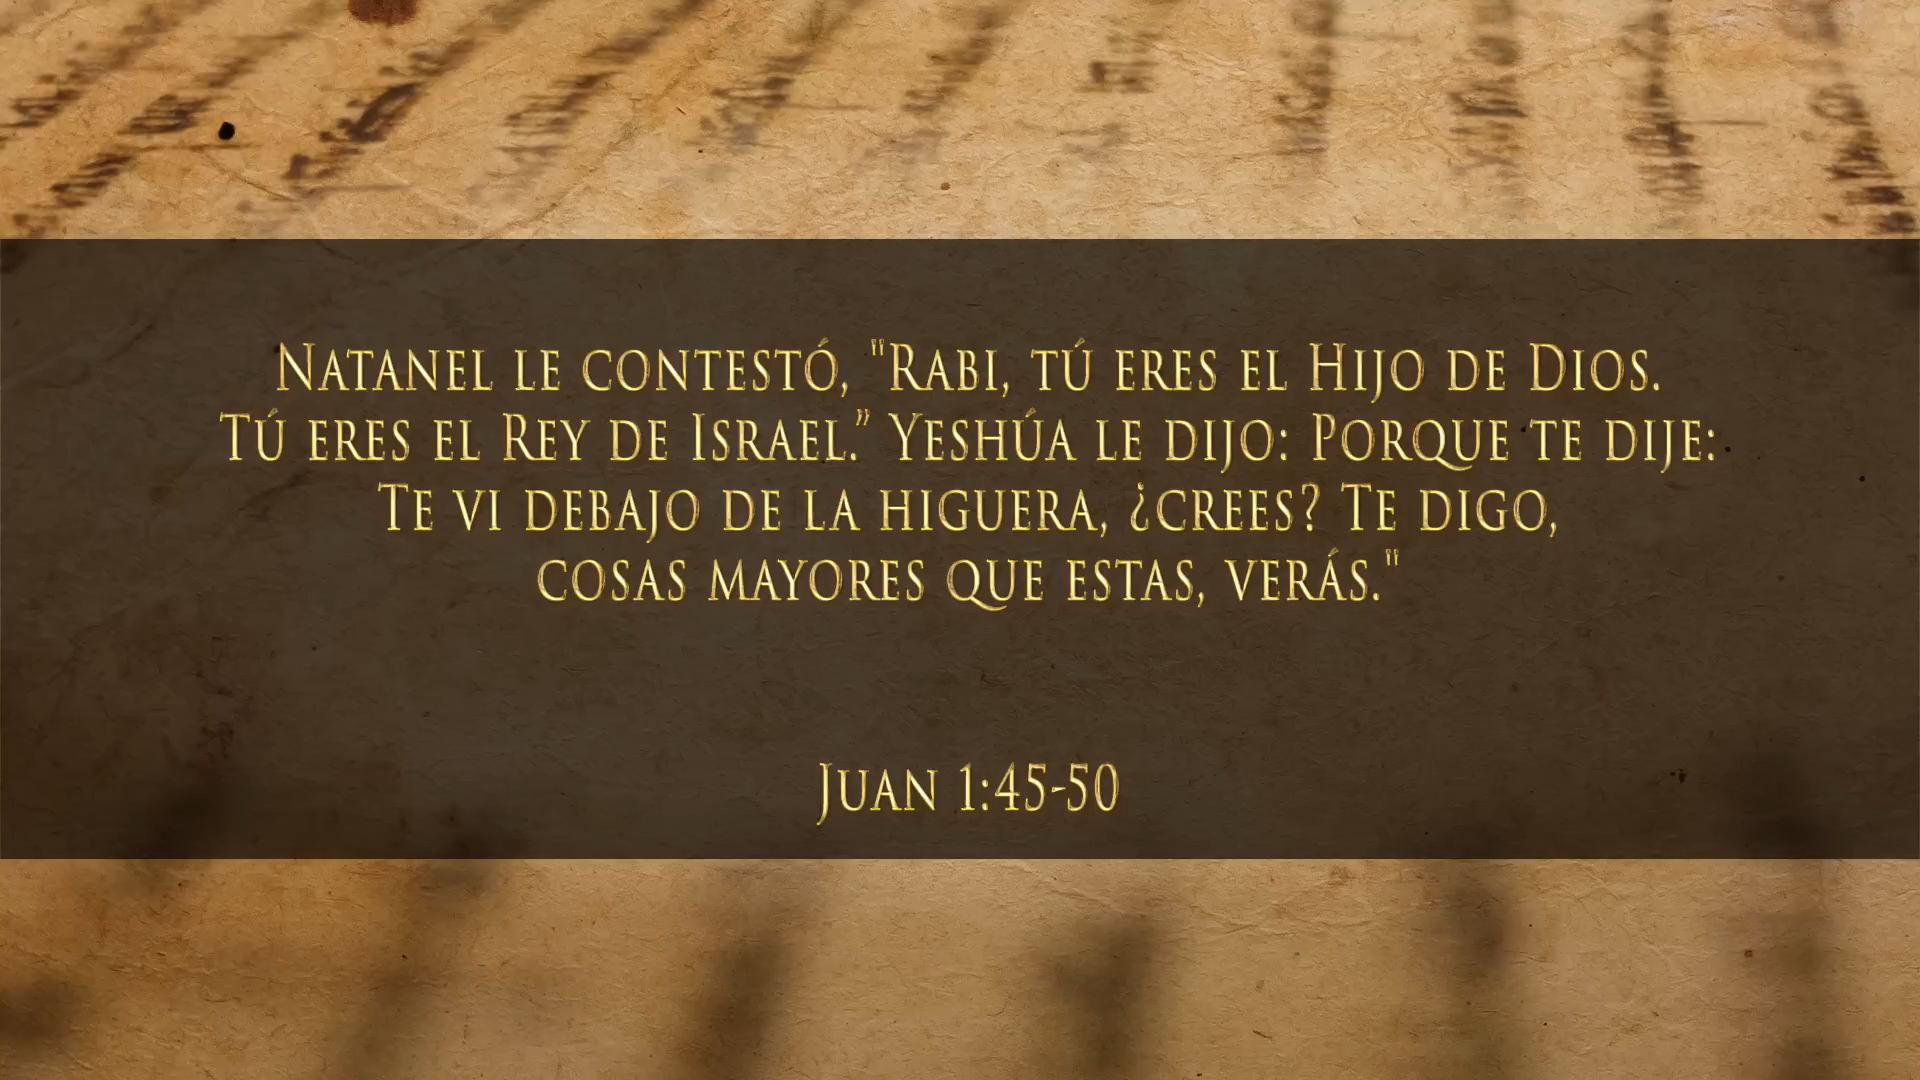 Natanel le contestó, "Rabi, tú eres el Hijo de Dios.
Tú eres el Rey de Israel.” Yeshúa le dijo: Porque te dije:
Te vi debajo de la higuera, ¿crees? Te digo,
cosas mayores que estas, verás."
Juan 1:45-50